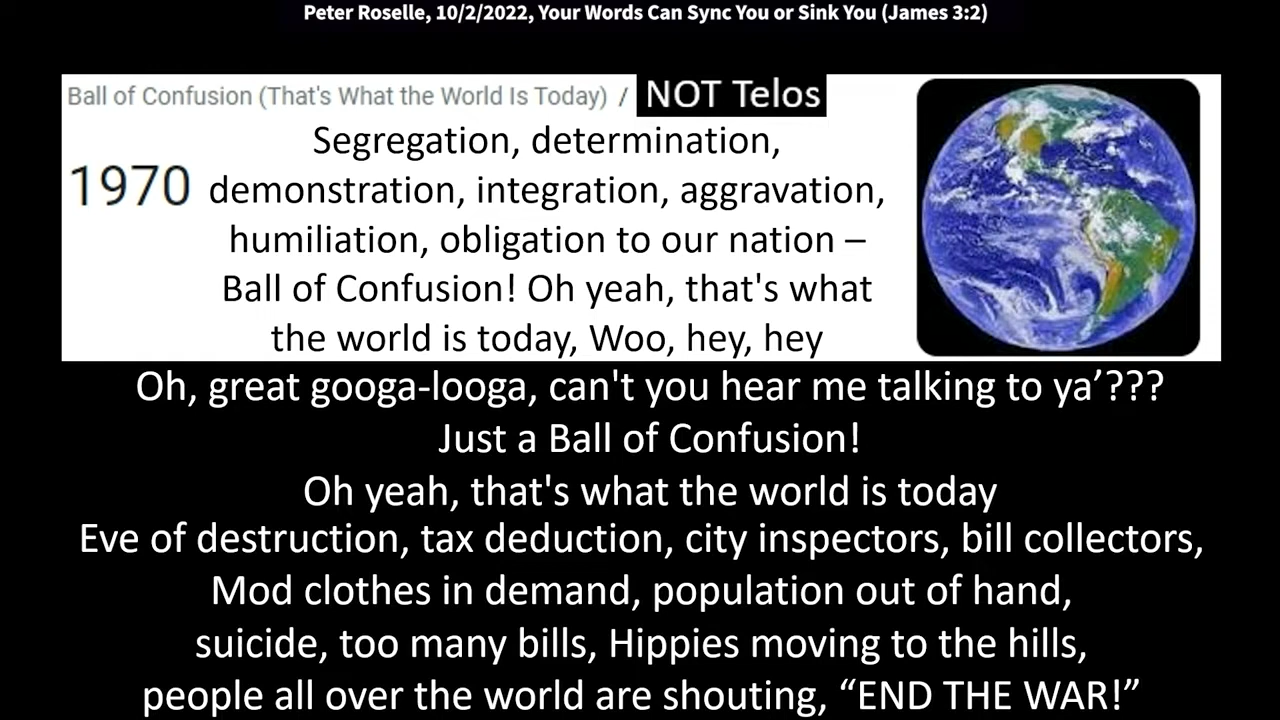 Peter Roselle, 10/2/2022, Your Words Can Sync You or Sink You (James 3:2)
Ball of Confusion (That's What the World Is Today) / NOT Telos
1970
Segregation, determination,
demonstration, integration, aggravation,
humiliation, obligation to our nation –
Ball of Confusion! Oh yeah, that's what
the world is today, Woo, hey, hey
Oh, great googa-looga, can't you hear me talking to ya’???
Just a Ball of Confusion!
Oh yeah, that's what the world is today
Eve of destruction, tax deduction, city inspectors, bill collectors,
Mod clothes in demand, population out of hand,
suicide, too many bills, Hippies moving to the hills,
people all over the world are shouting, “END THE WAR!”